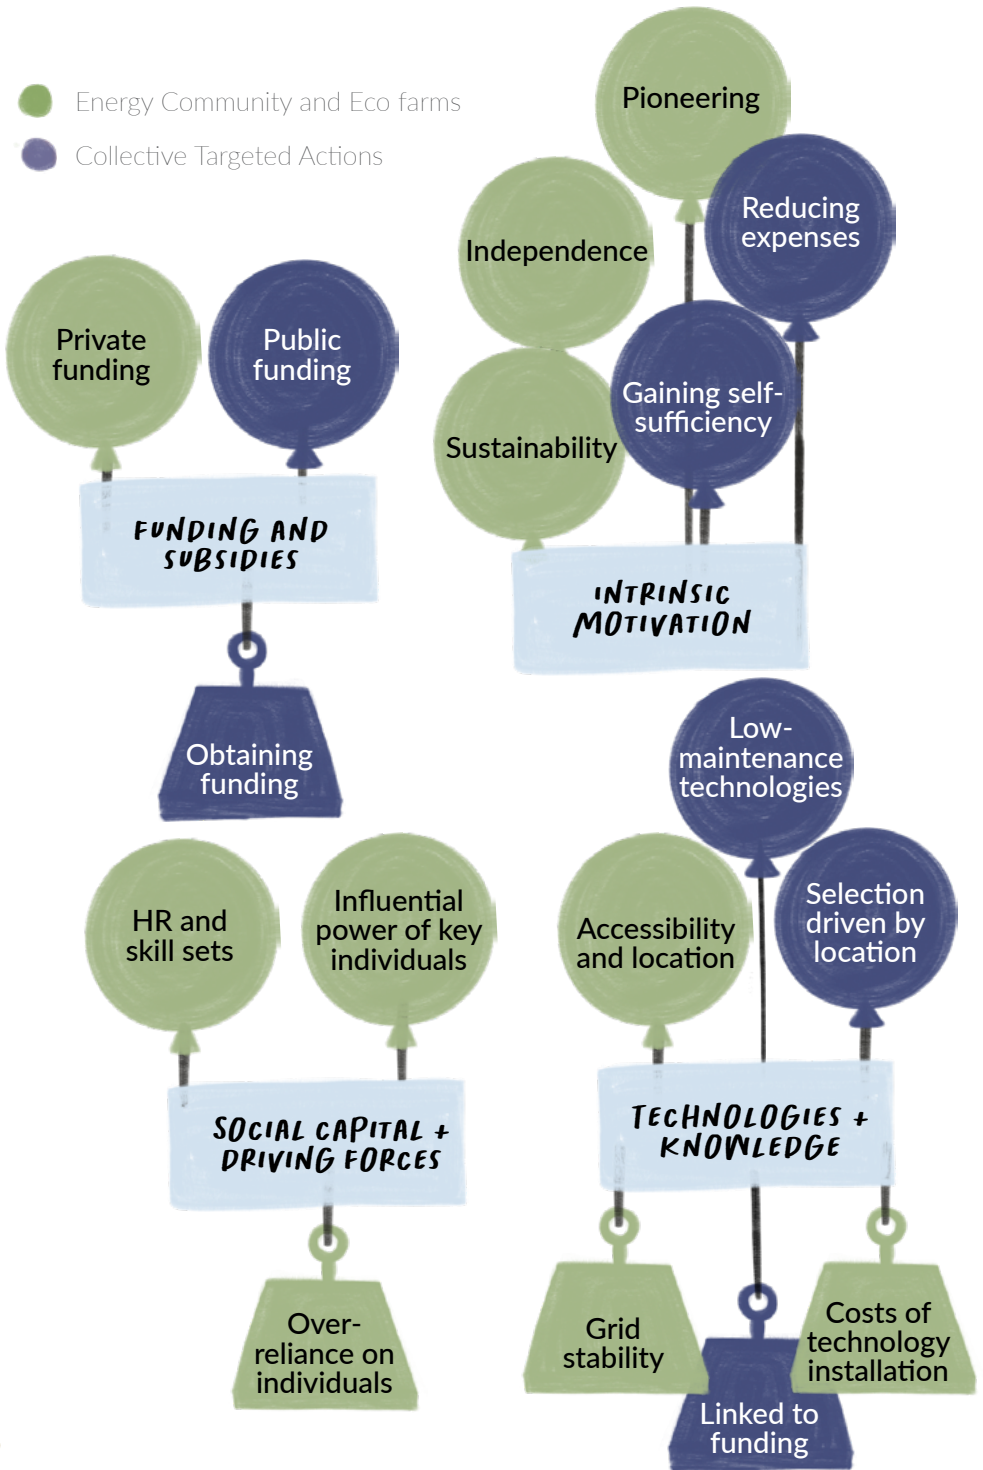 Energy Community and Eco farms
Collective Targeted Actions
Pioneering
Reducing
expenses
Independence
Private
funding
Public
funding
Gaining self-
sufficiency
Sustainability
FUNDING AND
SUBSIDIES
INTRINSIC
MOTIVATION
Obtaining
funding
Low-
maintenance
technologies
HR and
skill sets
Influential
power of key
individuals
Accessibility
and location
Selection
driven by
location
SOCIAL CAPITAL +
DRIVING FORCES
TECHNOLOGIES +
KNOWLEDGE
Over-
reliance on
individuals
Grid
stability
Costs of
technology
installation
Linked to
funding